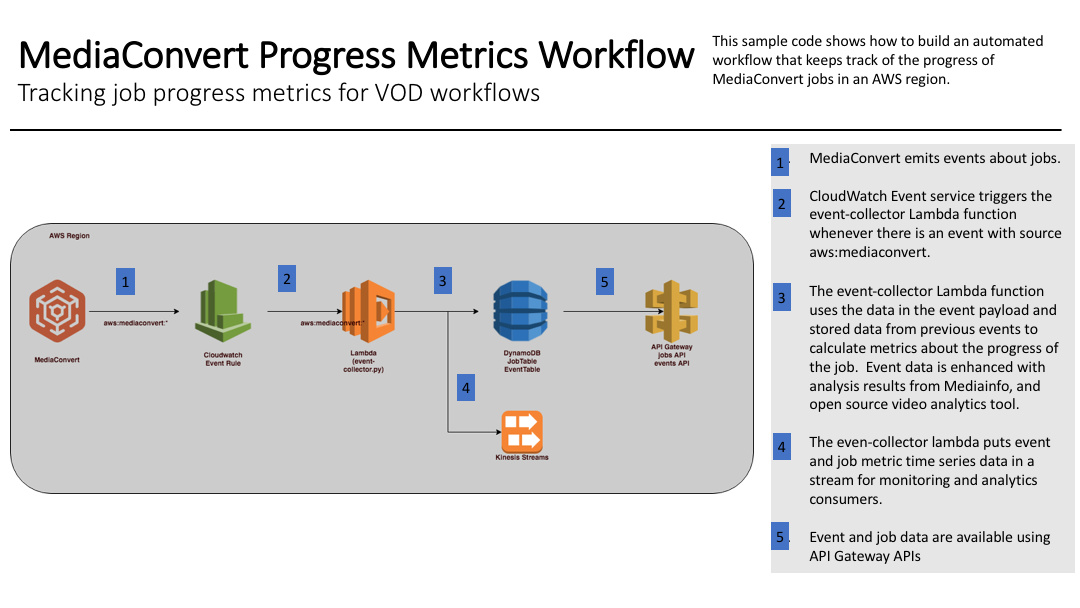 MediaConvert Progress Metrics Workflow
Tracking job progress metrics for VOD workflows
This sample code shows how to build an automated
workflow that keeps track of the progress of
MediaConvert jobs in an AWS region.
AWS Region
1
2
3
5
aws:mediaconvert:*
aws:mediaconvert:*
MediaConvert
Cloudwatch
Event Rule
Lambda
(event-
collector.py)
DynamoDB
JobTable
EventTable
API Gateway
jobs API
events API
4
Kinesis Streams
1 MediaConvert emits events about jobs.
2 CloudWatch Event service triggers the
event-collector Lambda function
whenever there is an event with source
aws:mediaconvert.
3 The event-collector Lambda function
uses the data in the event payload and
stored data from previous events to
calculate metrics about the progress of
the job.  Event data is enhanced with
analysis results from Mediainfo, and
open source video analytics tool.
4 The even-collector lambda puts event
and job metric time series data in a
stream for monitoring and analytics
consumers.
5 Event and job data are available using
API Gateway APIs